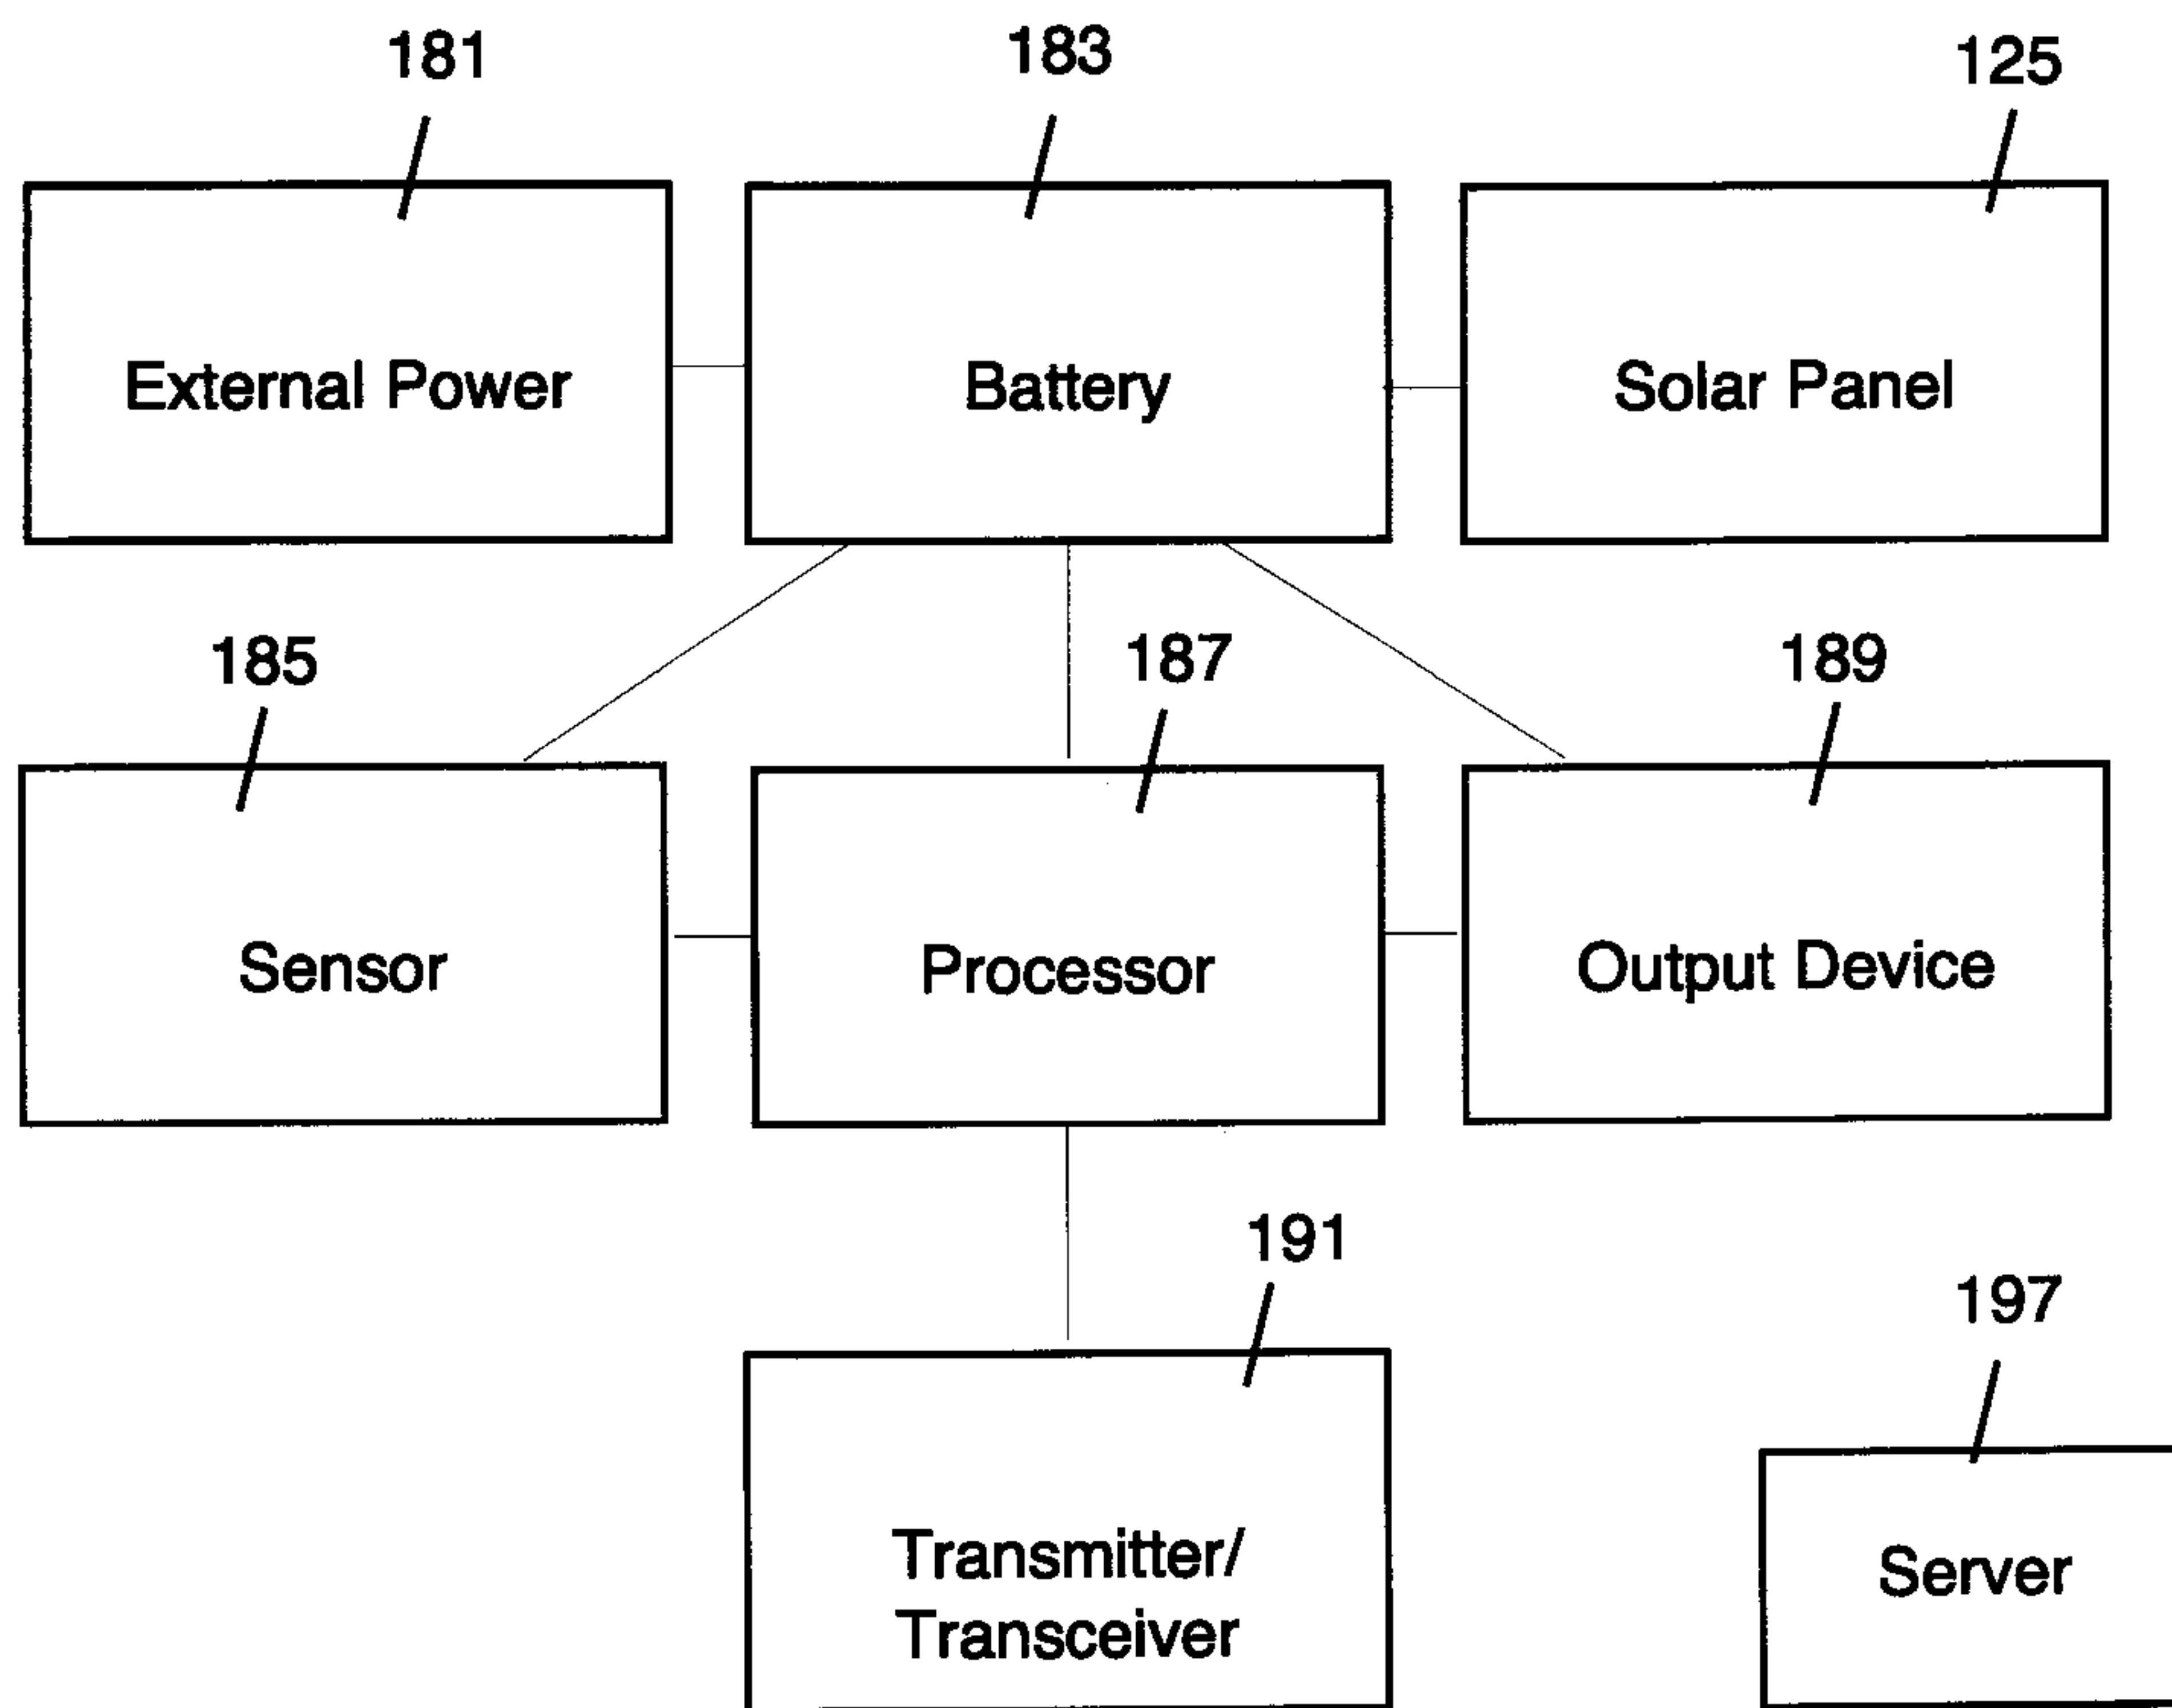 181
183
125
External Power
Battery
Solar Panel
185
187
189
Sensor
Processor
Output Device
191
197
Transmitter/
Transceiver
Server